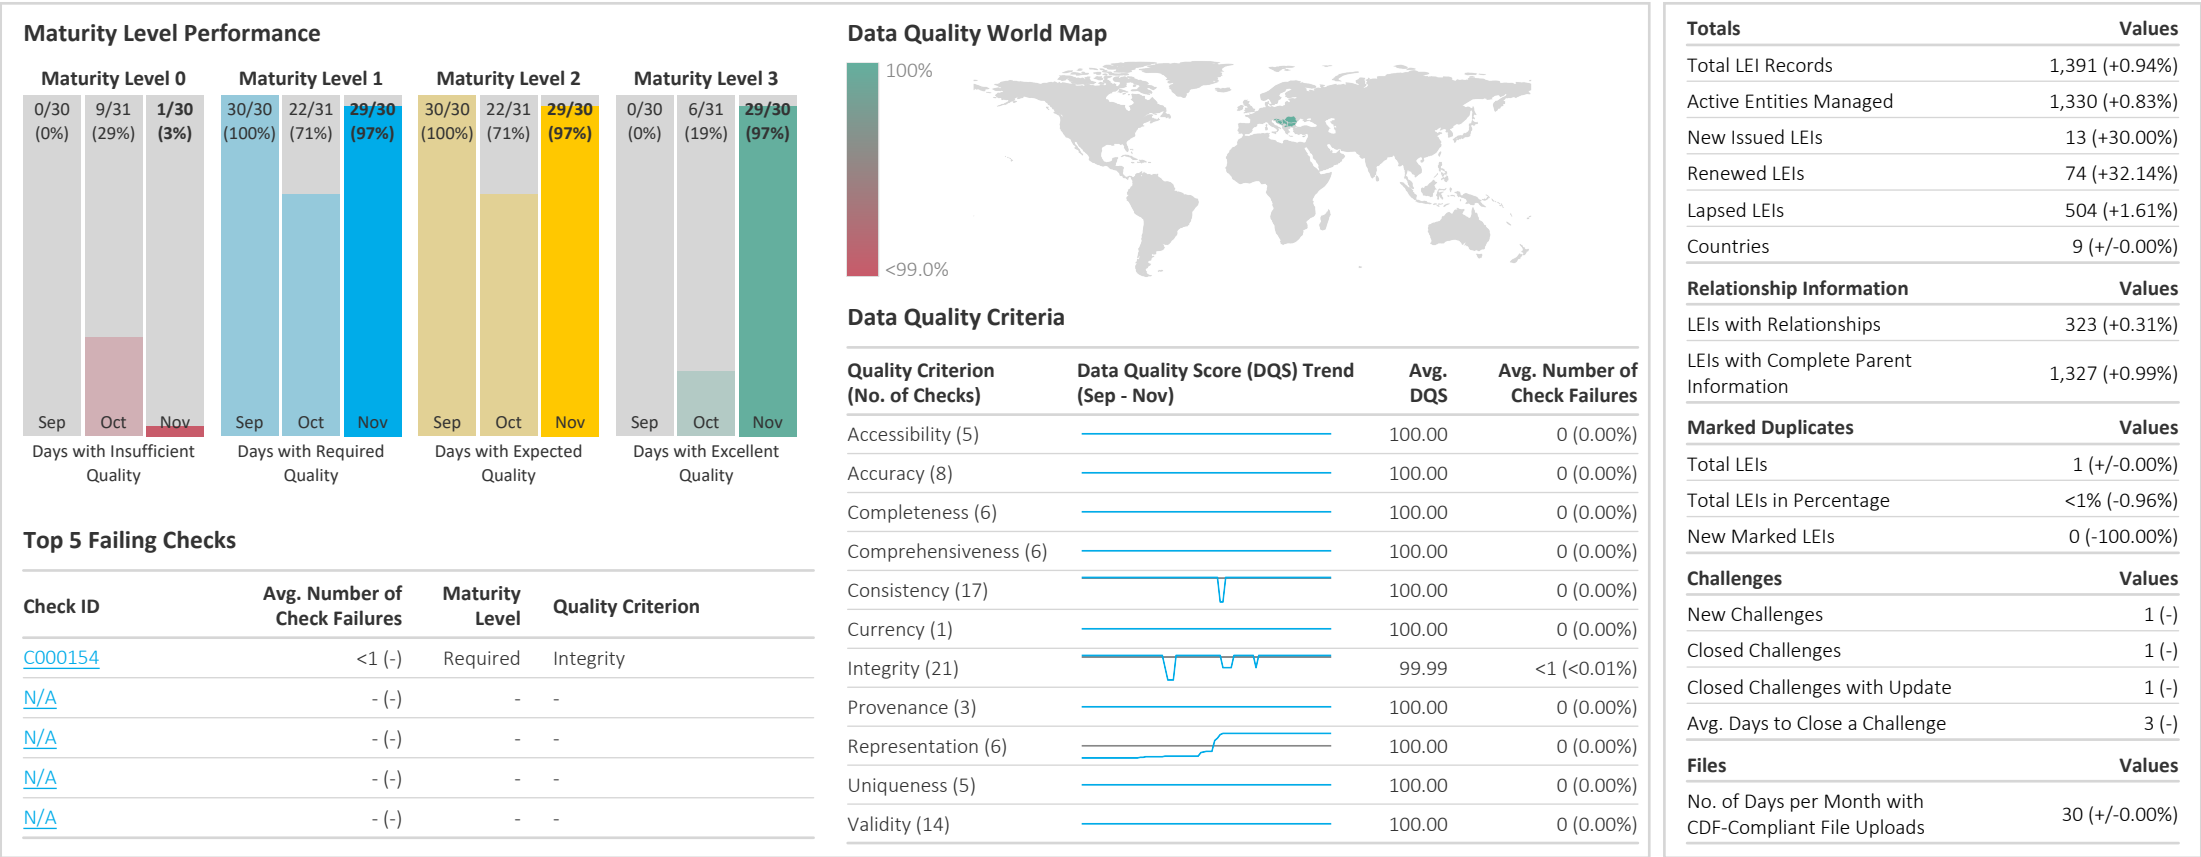 Maturity Level Performance
Maturity Level 0
Maturity Level 1
Maturity Level 2
Maturity Level 3
0/30 9/31 1/30
(0%) (29%) (3%)
30/30 22/31 29/30
(100%) (71%) (97%)
30/30 22/31 29/30
(100%) (71%) (97%)
0/30 6/31 29/30
(0%) (19%) (97%)
Sep Oct Nov
Sep Oct Nov
Sep Oct Nov
Sep Oct Nov
Days with Insufficient
Quality
Days with Required
Quality
Days with Expected
Quality
Days with Excellent
Quality
Top 5 Failing Checks
Check ID
Avg. Number of
Check Failures
Maturity
Level
Quality Criterion
C000154 <1 (-) Required Integrity
N/A - (-) - -
N/A - (-) - -
N/A - (-) - -
N/A - (-) - -
Data Quality World Map
100%
<99.0%
Data Quality Criteria
Quality Criterion
(No. of Checks)
Data Quality Score (DQS) Trend
(Sep - Nov)
Avg.
DQS
Avg. Number of
Check Failures
Accessibility (5) 100.00 0 (0.00%)
Accuracy (8) 100.00 0 (0.00%)
Completeness (6) 100.00 0 (0.00%)
Comprehensiveness (6) 100.00 0 (0.00%)
Consistency (17) 100.00 0 (0.00%)
Currency (1) 100.00 0 (0.00%)
Integrity (21) 99.99 <1 (<0.01%)
Provenance (3) 100.00 0 (0.00%)
Representation (6) 100.00 0 (0.00%)
Uniqueness (5) 100.00 0 (0.00%)
Validity (14) 100.00 0 (0.00%)
Totals Values
Total LEI Records 1,391 (+0.94%)
Active Entities Managed 1,330 (+0.83%)
New Issued LEIs 13 (+30.00%)
Renewed LEIs 74 (+32.14%)
Lapsed LEIs 504 (+1.61%)
Countries 9 (+/-0.00%)
Relationship Information Values
LEIs with Relationships 323 (+0.31%)
LEIs with Complete Parent
Information 1,327 (+0.99%)
Marked Duplicates Values
Total LEIs 1 (+/-0.00%)
Total LEIs in Percentage <1% (-0.96%)
New Marked LEIs 0 (-100.00%)
Challenges Values
New Challenges 1 (-)
Closed Challenges 1 (-)
Closed Challenges with Update 1 (-)
Avg. Days to Close a Challenge 3 (-)
Files Values
No. of Days per Month with
CDF-Compliant File Uploads 30 (+/-0.00%)